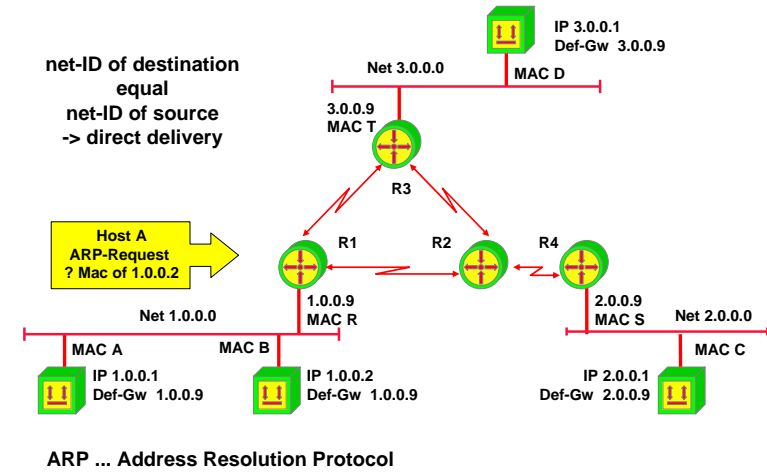 IP 3.0.0.1
Def-Gw 3.0.0.9
net-ID of destination
equal
net-ID of source
-> direct delivery
Net 3.0.0.0
MAC D
3.0.0.9
MAC T
R3
Host A
ARP-Request
? Mac of 1.0.0.2
R1
R2
R4
1.0.0.9
MAC R
2.0.0.9
MAC S
Net 1.0.0.0
Net 2.0.0.0
MAC A
MAC B
MAC C
IP 1.0.0.1
Def-Gw 1.0.0.9
IP 1.0.0.2
Def-Gw 1.0.0.9
IP 2.0.0.1
Def-Gw 2.0.0.9
ARP ... Address Resolution Protocol